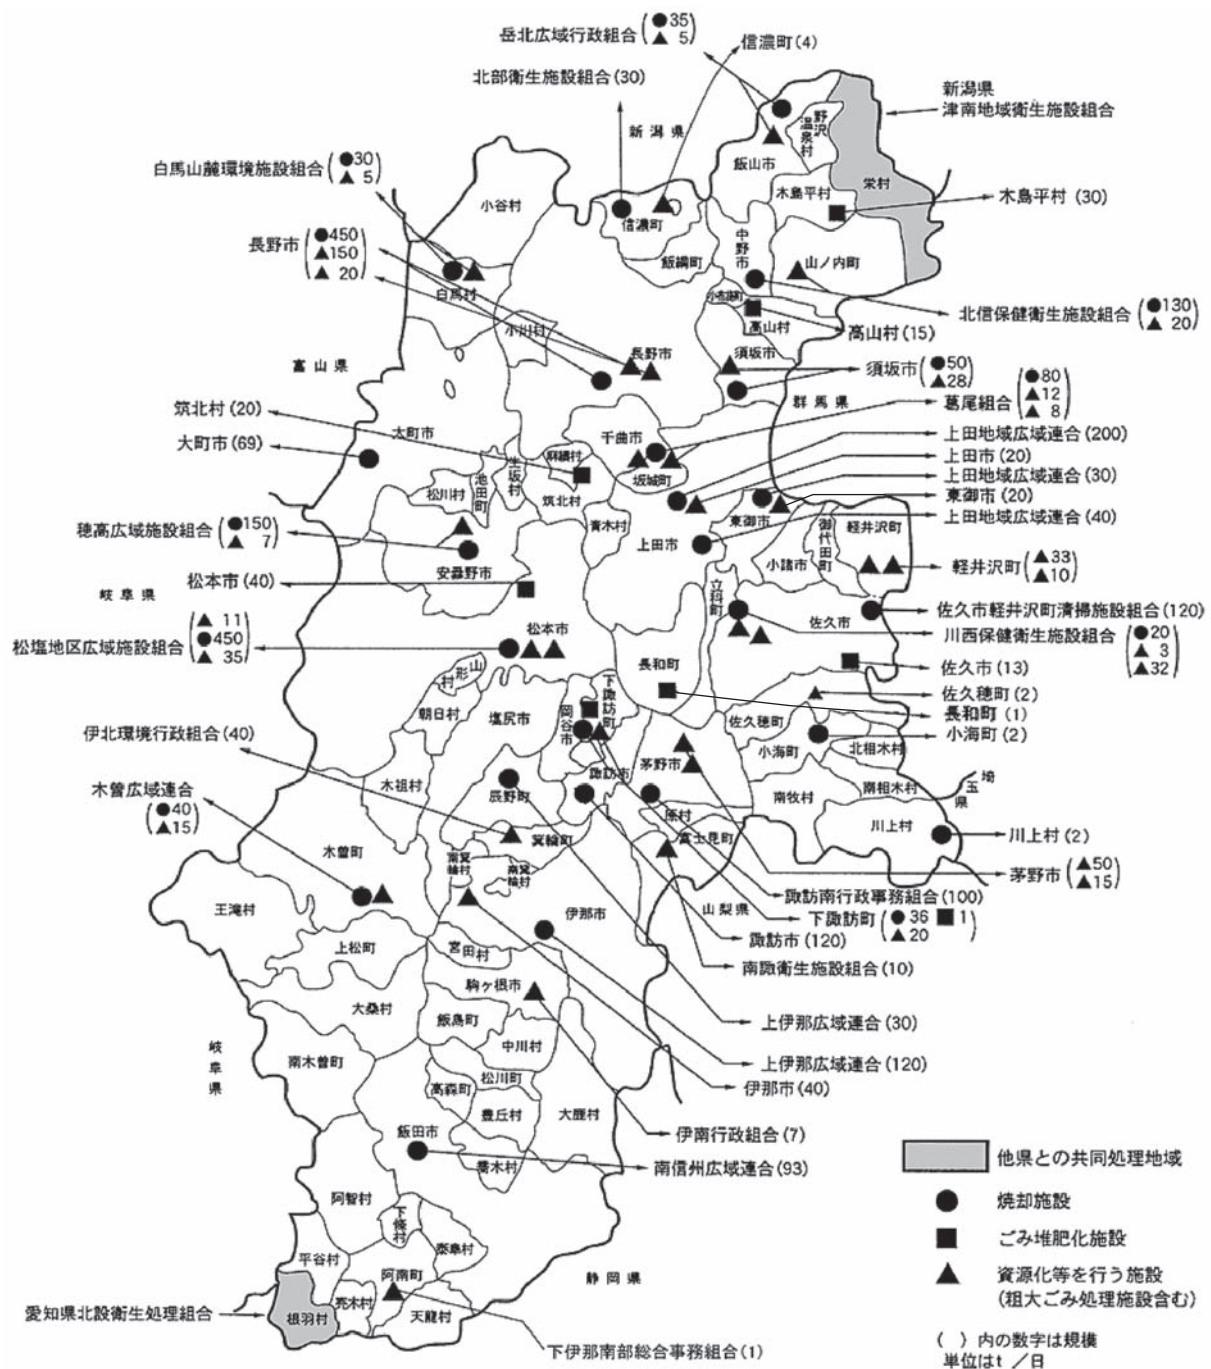 岳北広域行政組合(●35
▲ 5)
信濃町(4)
北部衛生施設組合(30)
新潟県
津南地域衛生施設組合
新潟県
白馬山麓環境施設組合(●30
▲ 5)
木島平村(30)
長野市(●450
▲150
▲ 20)
北信保健衛生施設組合(●130
▲ 20)
高山村(15)
須坂市(●50
▲28)
葛尾組合(●80
▲12
▲ 8)
富山県
群馬県
筑北村(20)
大町市(69)
上田地域広域連合(200)
上田市(20)
上田地域広域連合(30)
東御市(20)
上田地域広域連合(40)
穂高広域施設組合(●150
▲ 7)
松本市(40)
軽井沢町(▲33
▲10)
岐阜県
佐久市軽井沢町清掃施設組合(120)
松塩地区広域施設組合(▲ 11
●450
▲ 35)
川西保健衛生施設組合(●20
▲ 3
▲32)
佐久市(13)
佐久穂町(2)
長和町(1)
小海町(2)
伊北環境行政組合(40)
木曽広域連合
(●40
▲15)
埼玉県
川上村(2)
茅野市(▲50
▲15)
諏訪南行政事務組合(100)
山梨県
下諏訪町(●36 ■1
▲20)
諏訪市(120)
南諏衛生施設組合(10)
上伊那広域連合(30)
上伊那広域連合(120)
伊那市(40)
岐阜県
伊南行政組合(7)
南信州広域連合(93)
静岡県
愛知県北設衛生処理組合
下伊那南部総合事務組合(1)
野沢温泉村
飯山市
栄村
木島平村
小谷村
信濃町
中野市
山ノ内町
飯綱町
白馬村
小布施町
高山村
小川村
長野市
須坂市
大町市
千曲市
麻績村
生坂村
坂城町
池田町
松川村
筑北村
青木村
上田市
東御市
御代田町
軽井沢町
小諸市
安曇野市
立科町
佐久市
松本市
長和町
山形村
朝日村
塩尻市
下諏訪町
岡谷市
佐久穂町
小海町
北相木村
茅野市
諏訪市
木祖村
辰野町
南牧村
南相木村
原村
川上村
富士見町
箕輪町
木曽町
南箕輪村
南箕輪村
王滝村
伊那市
上松町
宮田村
駒ヶ根市
大桑村
飯島町
中川村
南木曽町
松川町
高森町
豊丘村
大鹿村
飯田市
喬木村
阿智村
下條村
泰阜村
平谷村
阿南町
売木村
天龍村
根羽村
他県との共同処理地域
焼却施設
ごみ堆肥化施設
資源化等を行う施設
(粗大ごみ処理施設含む)
( )内の数字は規模
単位はt/日